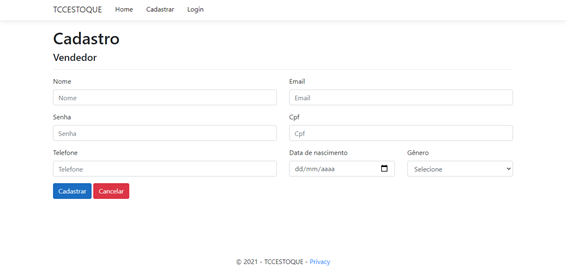 TCCESTOQUE Home Cadastrar Login
Cadastro
Vendedor
Nome Email
Nome Email
Senha Cpf
Senha Cpf
Telefone Data de nascimento Gênero
Telefone dd/mm/aaaa Selecione
Cadastrar Cancelar
© 2021 - TCCESTOQUE - Privacy